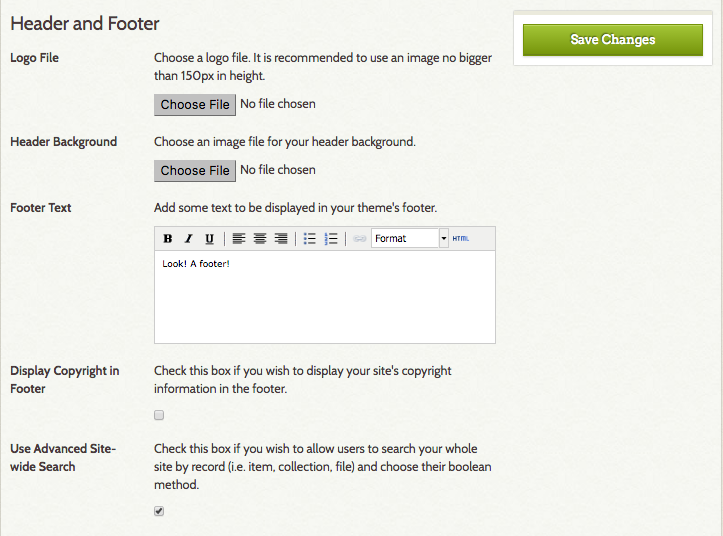 Header and Footer
Save Changes
Logo File
Choose a logo file. It is recommended to use an image no bigger
than 150px in height.
Choose File No file chosen
Header Background
Choose an image file for your header background.
Choose File No file chosen
Footer Text
Add some text to be displayed in your theme's footer.
B I U Format HTML
Look! A footer!
Display Copyright in
Footer
Check this box if you wish to display your site's copyright
information in the footer.
Use Advanced Site-
wide Search
Check this box if you wish to allow users to search your whole
site by record (i.e. item, collection, file) and choose their boolean
method.